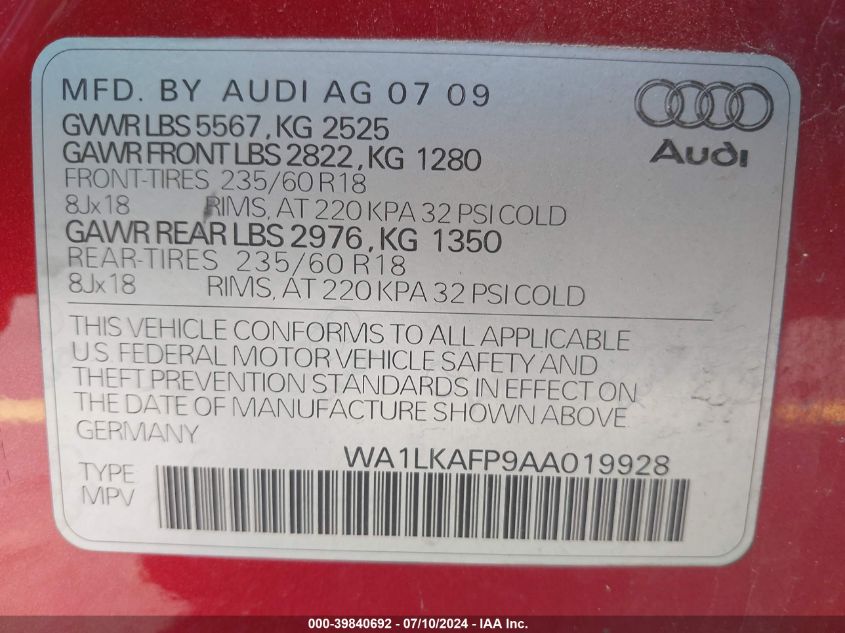 MFD. BY AUDI AG 07 09
GVWR LBS 5567, KG 2525
GAWR FRONT LBS 2822, KG 1280
FRONT-TIRES 235/60 R18
8Jx18 RIMS, AT 220 KPA 32 PSI COLD
GAWR REAR LBS 2976, KG 1350
REAR-TIRES 235/60 R18
8Jx18 RIMS, AT 220 KPA 32 PSI COLD
Audi
THIS VEHICLE CONFORMS TO ALL APPLICABLE
U.S. FEDERAL MOTOR VEHICLE SAFETY AND
THEFT PREVENTION STANDARDS IN EFFECT ON
THE DATE OF MANUFACTURE SHOWN ABOVE
GERMANY
WA1LKAFP9AA019928
TYPE
MPV
000-39840692 - 07/10/2024 - IAA Inc.